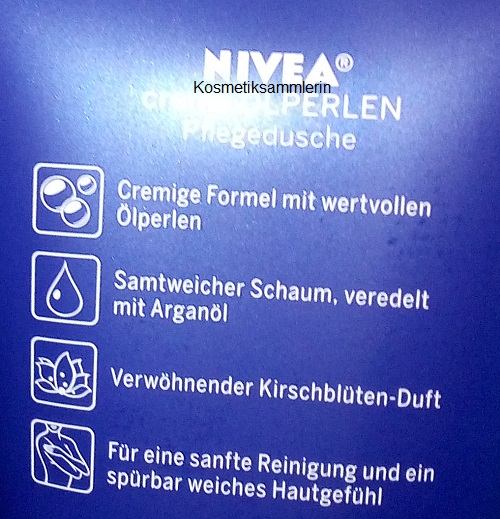 NIVEA®
Kosmetiksammlerin
ÖLPERLEN
Pflegedusche
Cremige Formel mit wertvollen
Ölperlen
Samtweicher Schaum, veredelt
mit Arganöl
Verwöhnender Kirschblüten-Duft
Für eine sanfte Reinigung und ein
spürbar weiches Hautgefühl